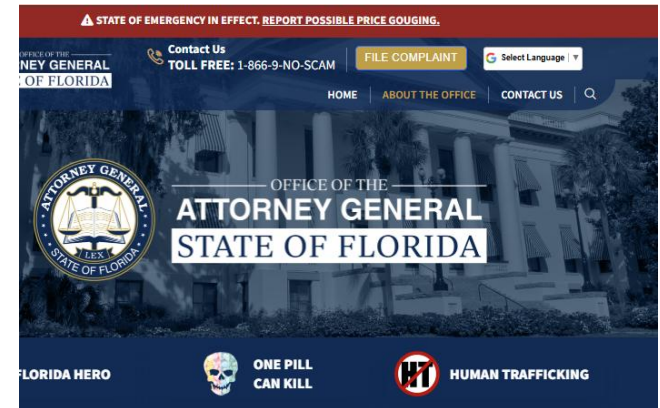 STATE OF EMERGENCY IN EFFECT. REPORT POSSIBLE PRICE GOUGING.
OFFICE OF THE
NEY GENERAL
OF FLORIDA
Contact Us
TOLL FREE: 1-866-9-NO-SCAM
FILE COMPLAINT
G Select Language ▼
HOME
ABOUT THE OFFICE
CONTACT US
ATTORNEY GENERAL
LEX
STATE OF FLORIDA
OFFICE OF THE
ATTORNEY GENERAL
STATE OF FLORIDA
FLORIDA HERO
ONE PILL
CAN KILL
HT
HUMAN TRAFFICKING